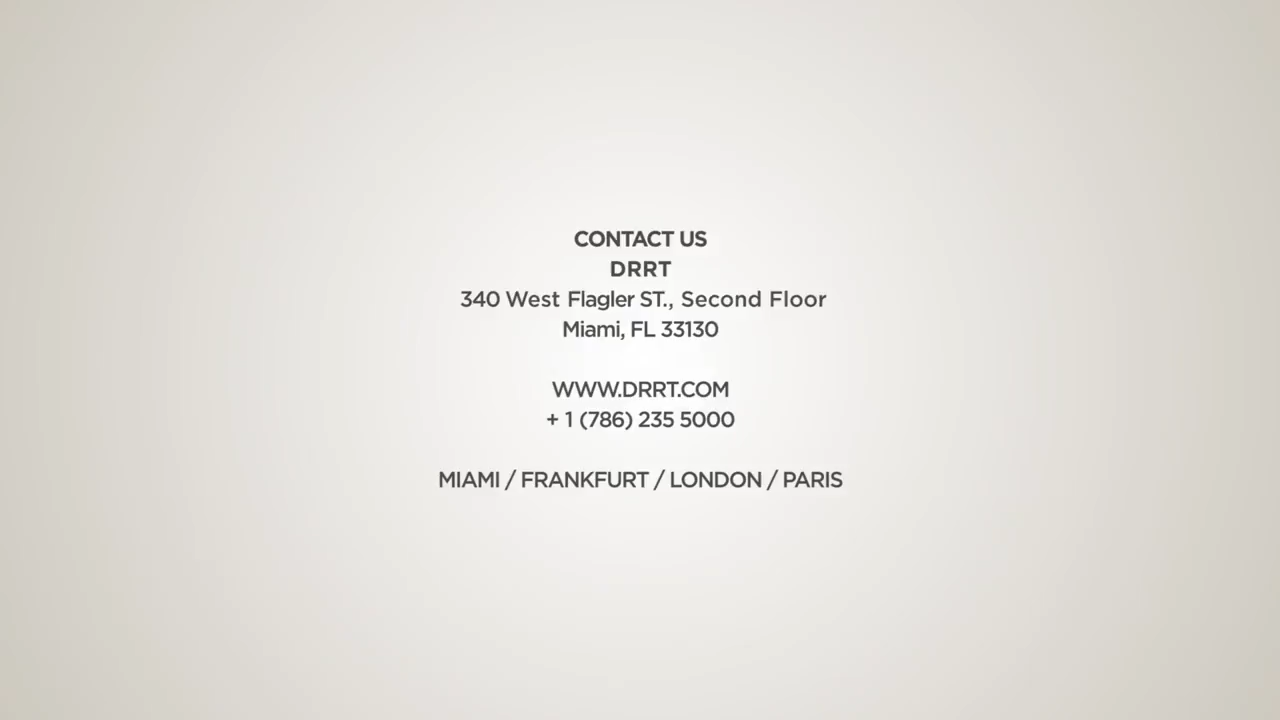 CONTACT US
DRRT
340 West Flagler ST., Second Floor
Miami, FL 33130
WWW.DRRT.COM
+ 1 (786) 235 5000
MIAMI / FRANKFURT / LONDON / PARIS